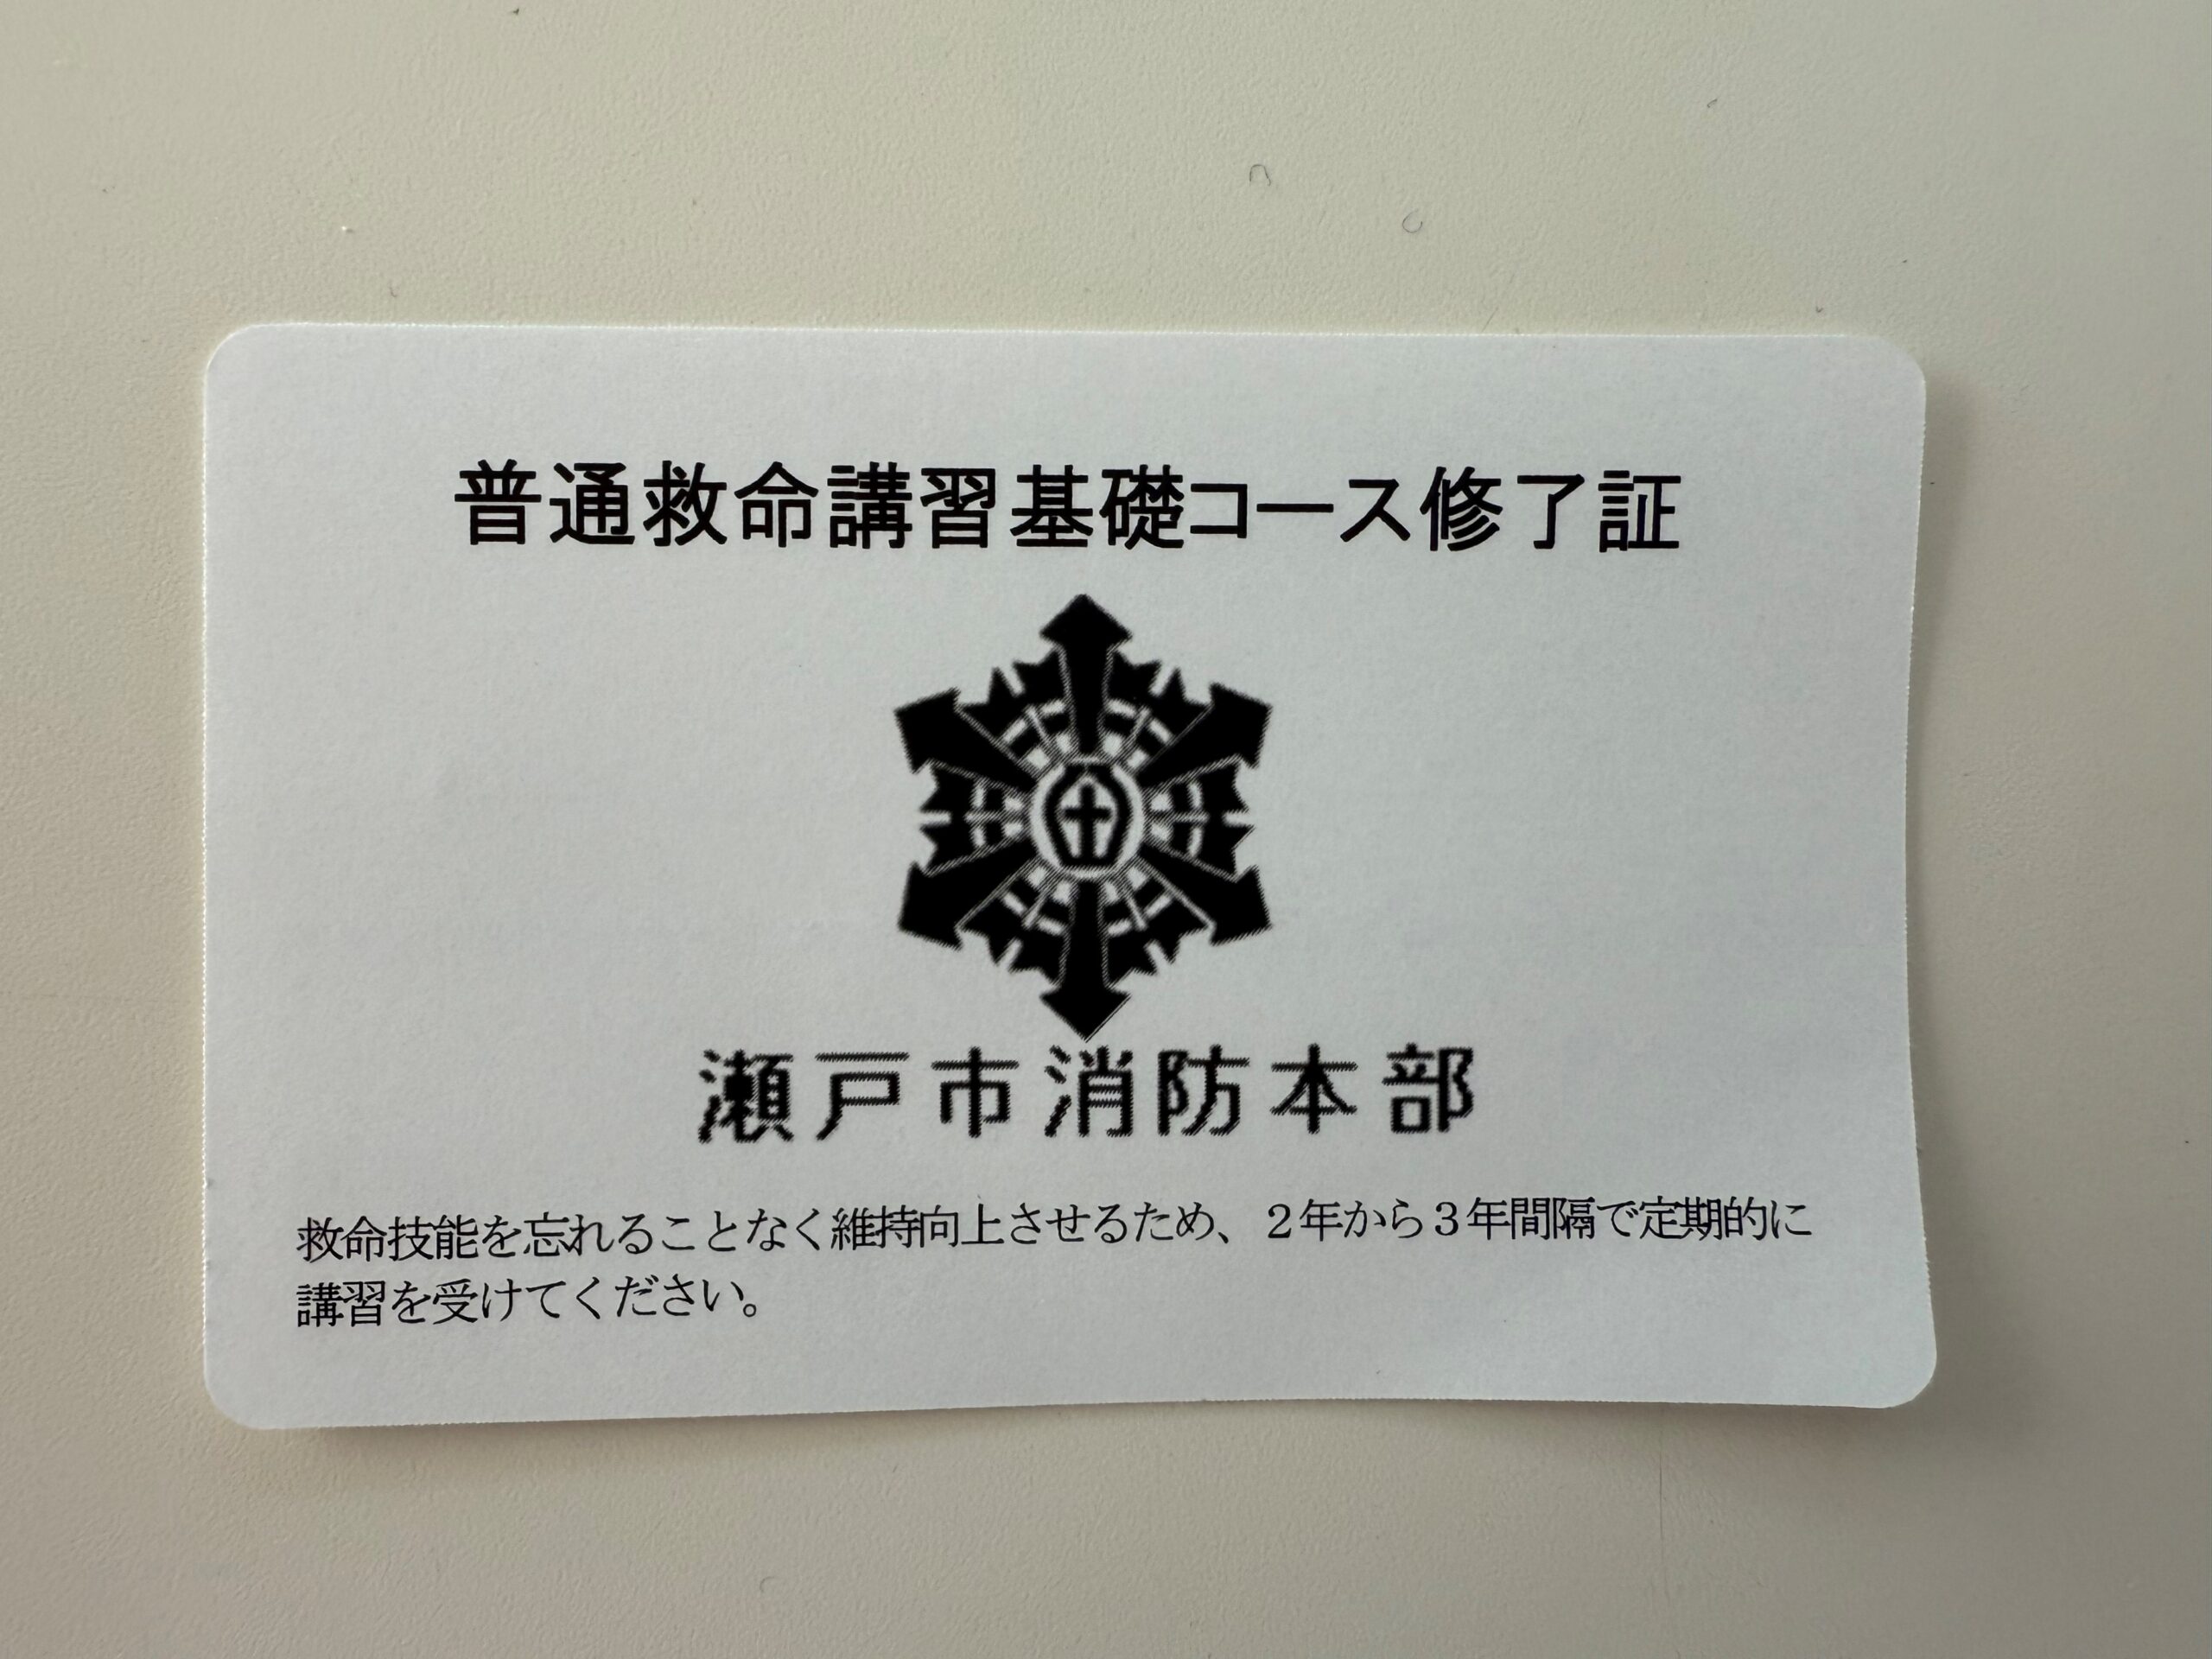 普通救命講習基礎コース修了証
瀬戸市消防本部
救命技能を忘れることなく維持向上させるため、２年から３年間隔で定期的に
講習を受けてください。